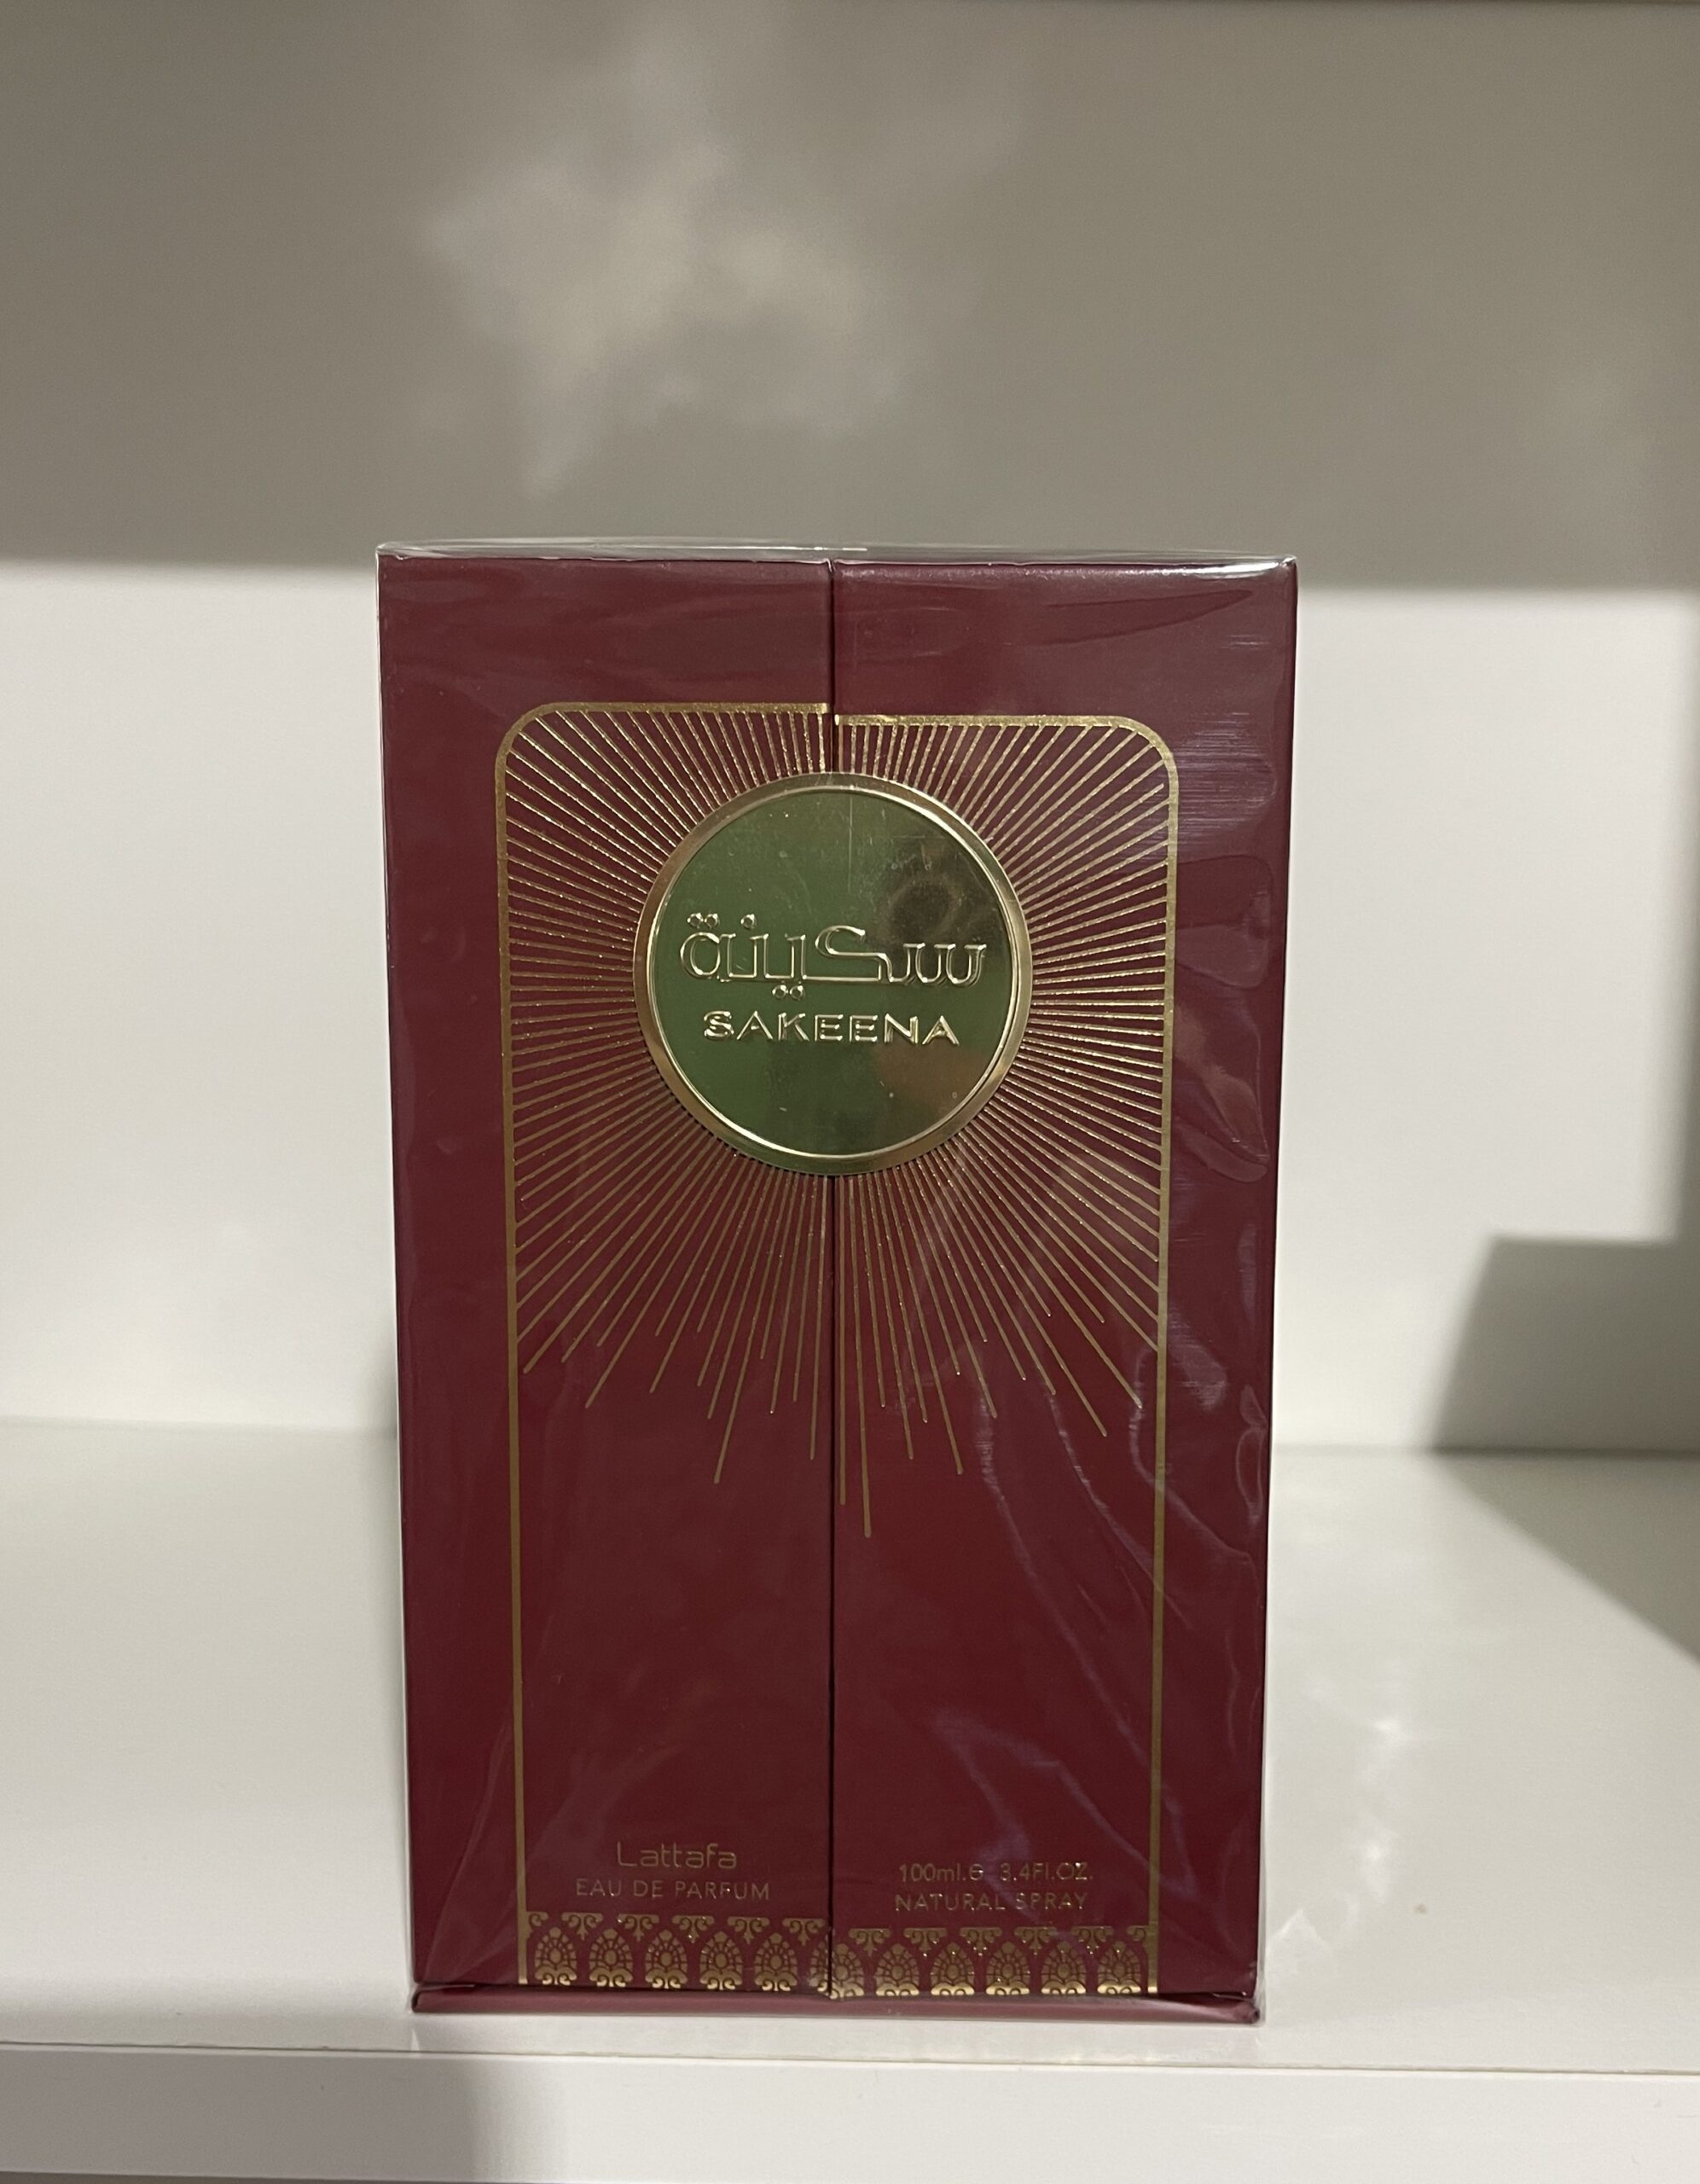 سكينة
SAKEENA
Lattafa
EAU DE PARFUM
100ml.e 3.4Fl.OZ.
NATURAL SPRAY